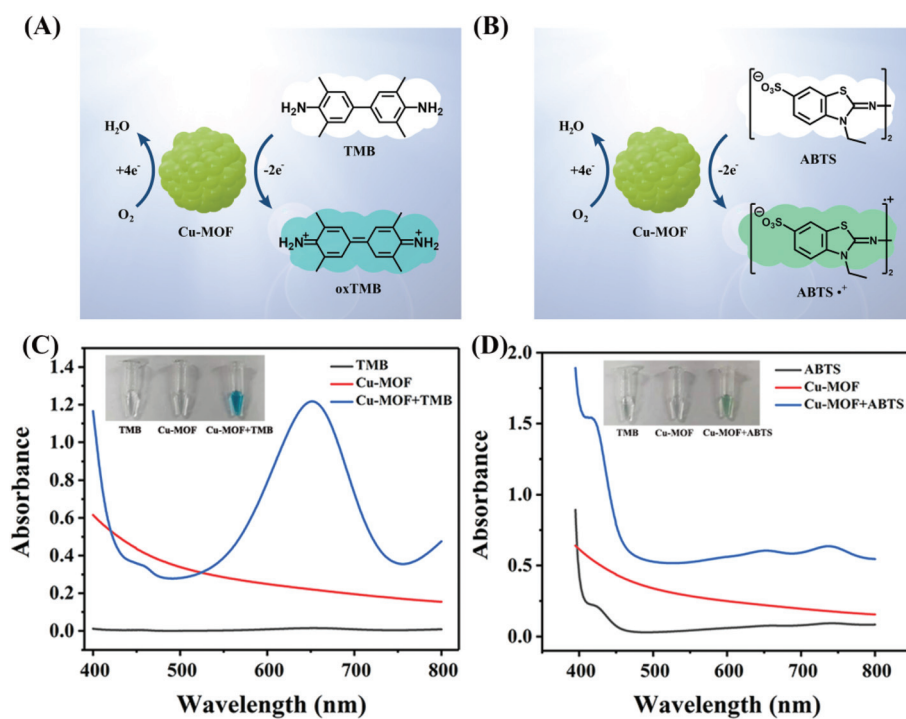 (A)
H₂N
NH₂
TMB
H₂O
+4e⁻
O₂
Cu-MOF
-2e⁻
H₂N
+
+
NH₂
oxTMB
(B)
⊖
O₃S
S
N
N
2
ABTS
H₂O
+4e⁻
O₂
Cu-MOF
-2e⁻
•+
⊖
O₃S
S
N
N
2
ABTS •⁺
(C)
TMB
Cu-MOF
Cu-MOF+TMB
TMB Cu-MOF Cu-MOF+TMB
1.4
1.2
1.0
0.8
0.6
0.4
0.2
0.0
Absorbance
400 500 600 700 800
Wavelength (nm)
(D)
ABTS
Cu-MOF
Cu-MOF+ABTS
TMB Cu-MOF Cu-MOF+ABTS
2.0
1.5
1.0
0.5
0.0
Absorbance
400 500 600 700 800
Wavelength (nm)